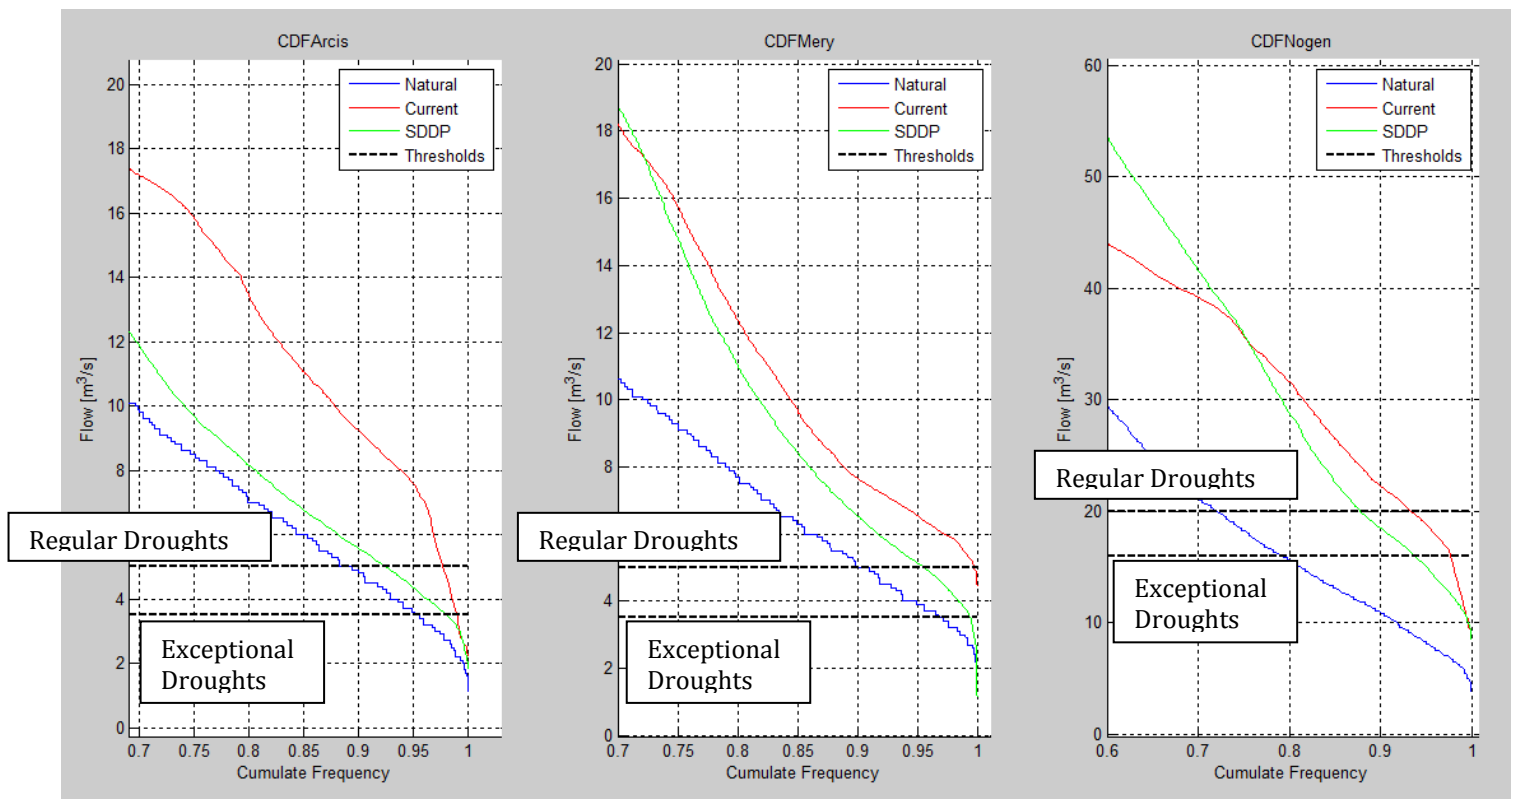 CDFArcis
20
18
16
14
12
10
8
4
2
0
Flow [m³/s]
0.7 0.75 0.8 0.85 0.9 0.95 1
Cumulate Frequency
Natural
Current
SDDP
Thresholds
Regular Droughts
Exceptional
Droughts
CDFMery
20
18
16
14
12
10
8
4
2
0
Flow [m³/s]
0.7 0.75 0.8 0.85 0.9 0.95 1
Cumulate Frequency
Natural
Current
SDDP
Thresholds
Regular Droughts
Exceptional
Droughts
CDFNogen
60
50
40
30
20
10
0
Flow [m³/s]
0.6 0.7 0.8 0.9 1
Cumulate Frequency
Natural
Current
SDDP
Thresholds
Regular Droughts
Exceptional
Droughts